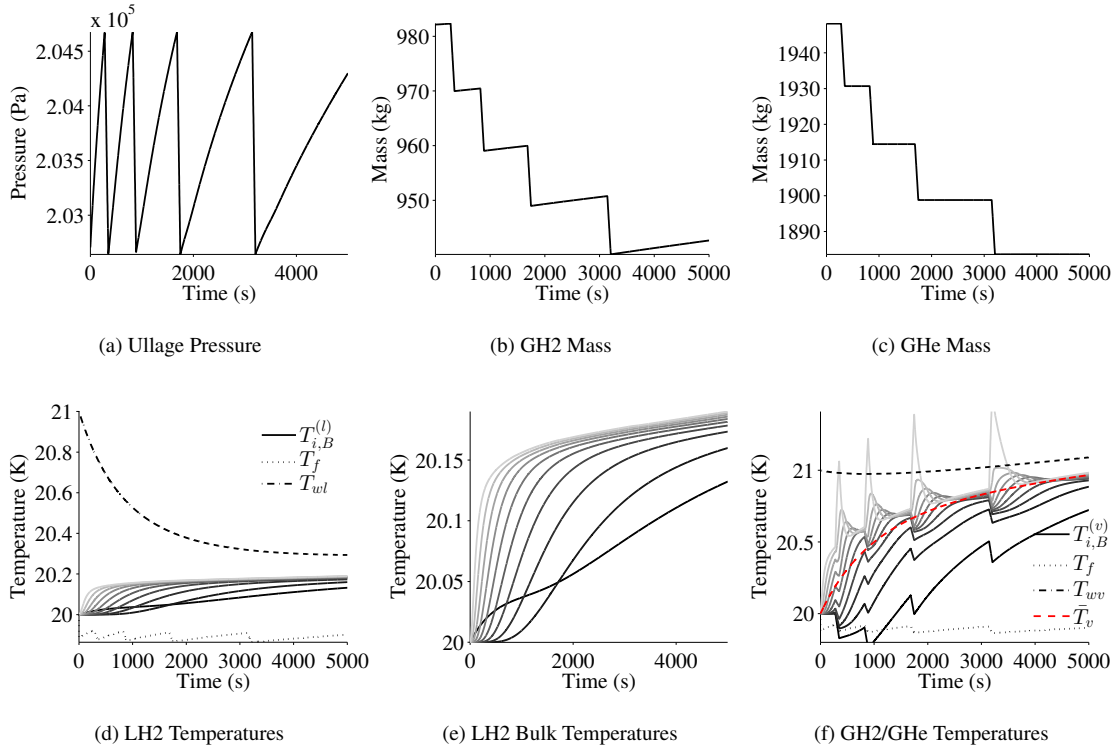 x 10^5
2.045
2.04
2.035
2.03
Pressure (Pa)
0 2000 4000
Time (s)
(a) Ullage Pressure
980
970
960
950
Mass (kg)
0 1000 2000 3000 4000 5000
Time (s)
(b) GH2 Mass
1940
1930
1920
1910
1900
1890
Mass (kg)
0 1000 2000 3000 4000 5000
Time (s)
(c) GHe Mass
21
20.8
20.6
20.4
20.2
20
Temperature (K)
T_{i,B}^{(l)}
T_f
T_{wl}
0 1000 2000 3000 4000 5000
Time (s)
(d) LH2 Temperatures
20.15
20.1
20.05
20
Temperature (K)
0 2000 4000
Time (s)
(e) LH2 Bulk Temperatures
21
20.5
20
Temperature (K)
T_{i,B}^{(v)}
T_f
T_{wv}
T̄_v
0 1000 2000 3000 4000 5000
Time (s)
(f) GH2/GHe Temperatures